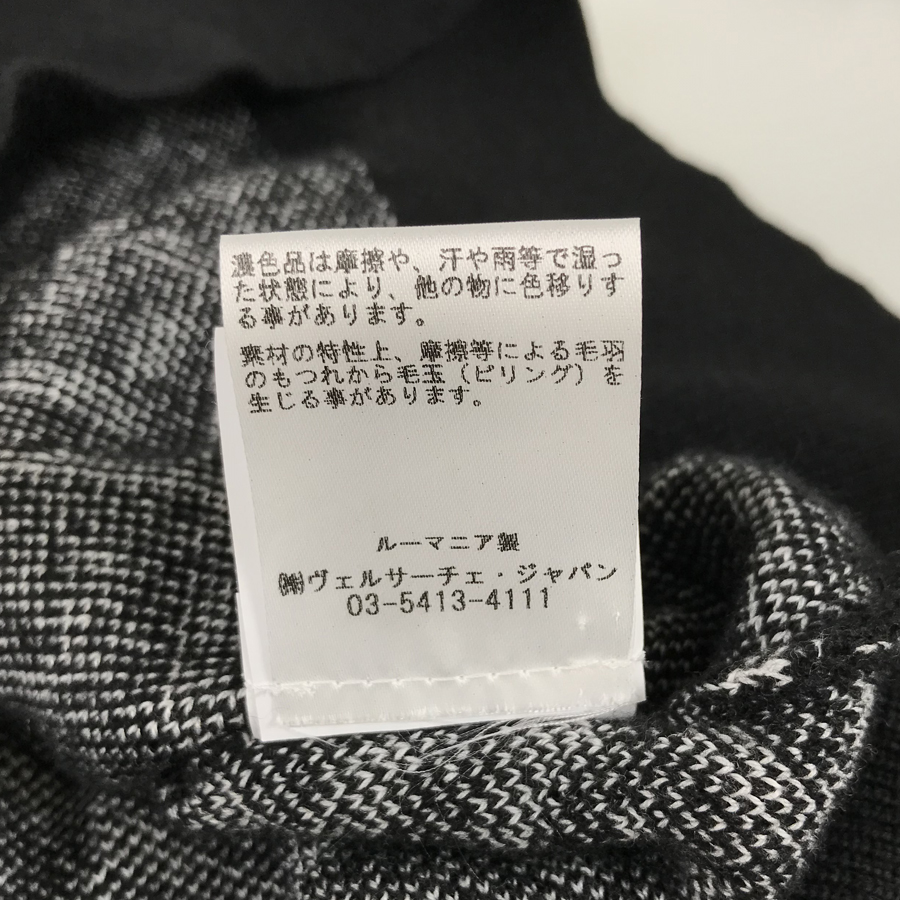 濃色品は摩擦や、汗や雨等で湿っ
た状態により、他の物に色移りす
る事があります。
素材の特性上、摩擦等による毛羽
のもつれから毛玉（ピリング）を
生じる事があります。
ルーマニア製
㈱ヴェルサーチェ・ジャパン
03-5413-4111